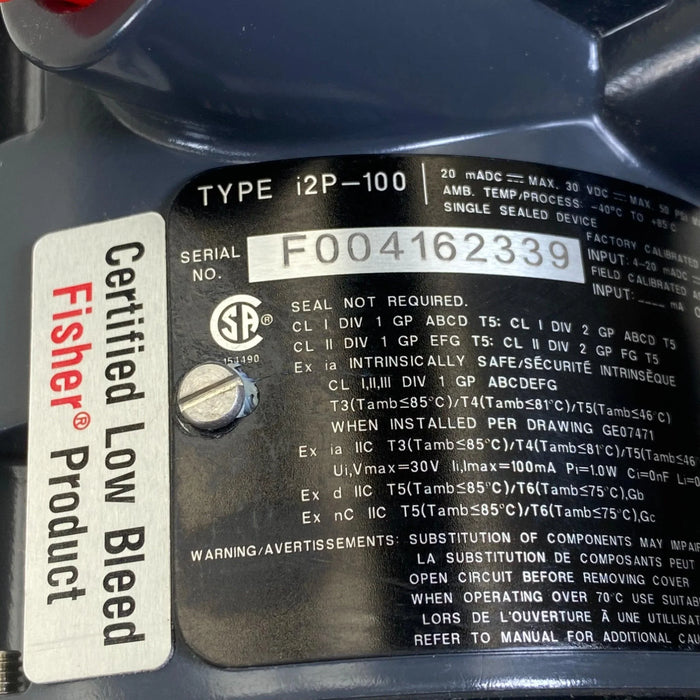 TYPE i2P-100
20 mADC ⎓ MAX. 30 VDC ⎓ MAX. 50
AMB. TEMP/PROCESS: -40°C TO +85°C
SINGLE SEALED DEVICE
SERIAL NO. F004162339
FACTORY CALIBRATED
INPUT: 4-20 mADC
FIELD CALIBRATED
INPUT: ____ mA
SA®
154490
SEAL NOT REQUIRED.
CL I DIV 1 GP ABCD T5: CL I DIV 2 GP ABCD T5
CL II DIV 1 GP EFG T5: CL II DIV 2 GP FG T5
Ex ia INTRINSICALLY SAFE/SÉCURITÉ INTRINSÈQUE
CL I,II,III DIV 1 GP ABCDEFG
T3(Tamb≤85°C)/T4(Tamb≤81°C)/T5(Tamb≤46°C)
WHEN INSTALLED PER DRAWING GE07471
Ex ia IIC T3(Tamb≤85°C)/T4(Tamb≤81°C)/T5(Tamb≤46°
Ui,Vmax=30V Ii,Imax=100mA Pi=1.0W Ci=0nF Li=0
Ex d IIC T5(Tamb≤85°C)/T6(Tamb≤75°C),Gb
Ex nC IIC T5(Tamb≤85°C)/T6(Tamb≤75°C),Gc
WARNING/AVERTISSEMENTS: SUBSTITUTION OF COMPONENTS MAY IMPAIR
LA SUBSTITUTION DE COMPOSANTS PEUT
OPEN CIRCUIT BEFORE REMOVING COVER
WHEN OPERATING OVER 70°C USE SUITAB
LORS DE L'OUVERTURE À UNE UTILISAT
REFER TO MANUAL FOR ADDITIONAL CAU
Certified Low Bleed
Fisher® Product